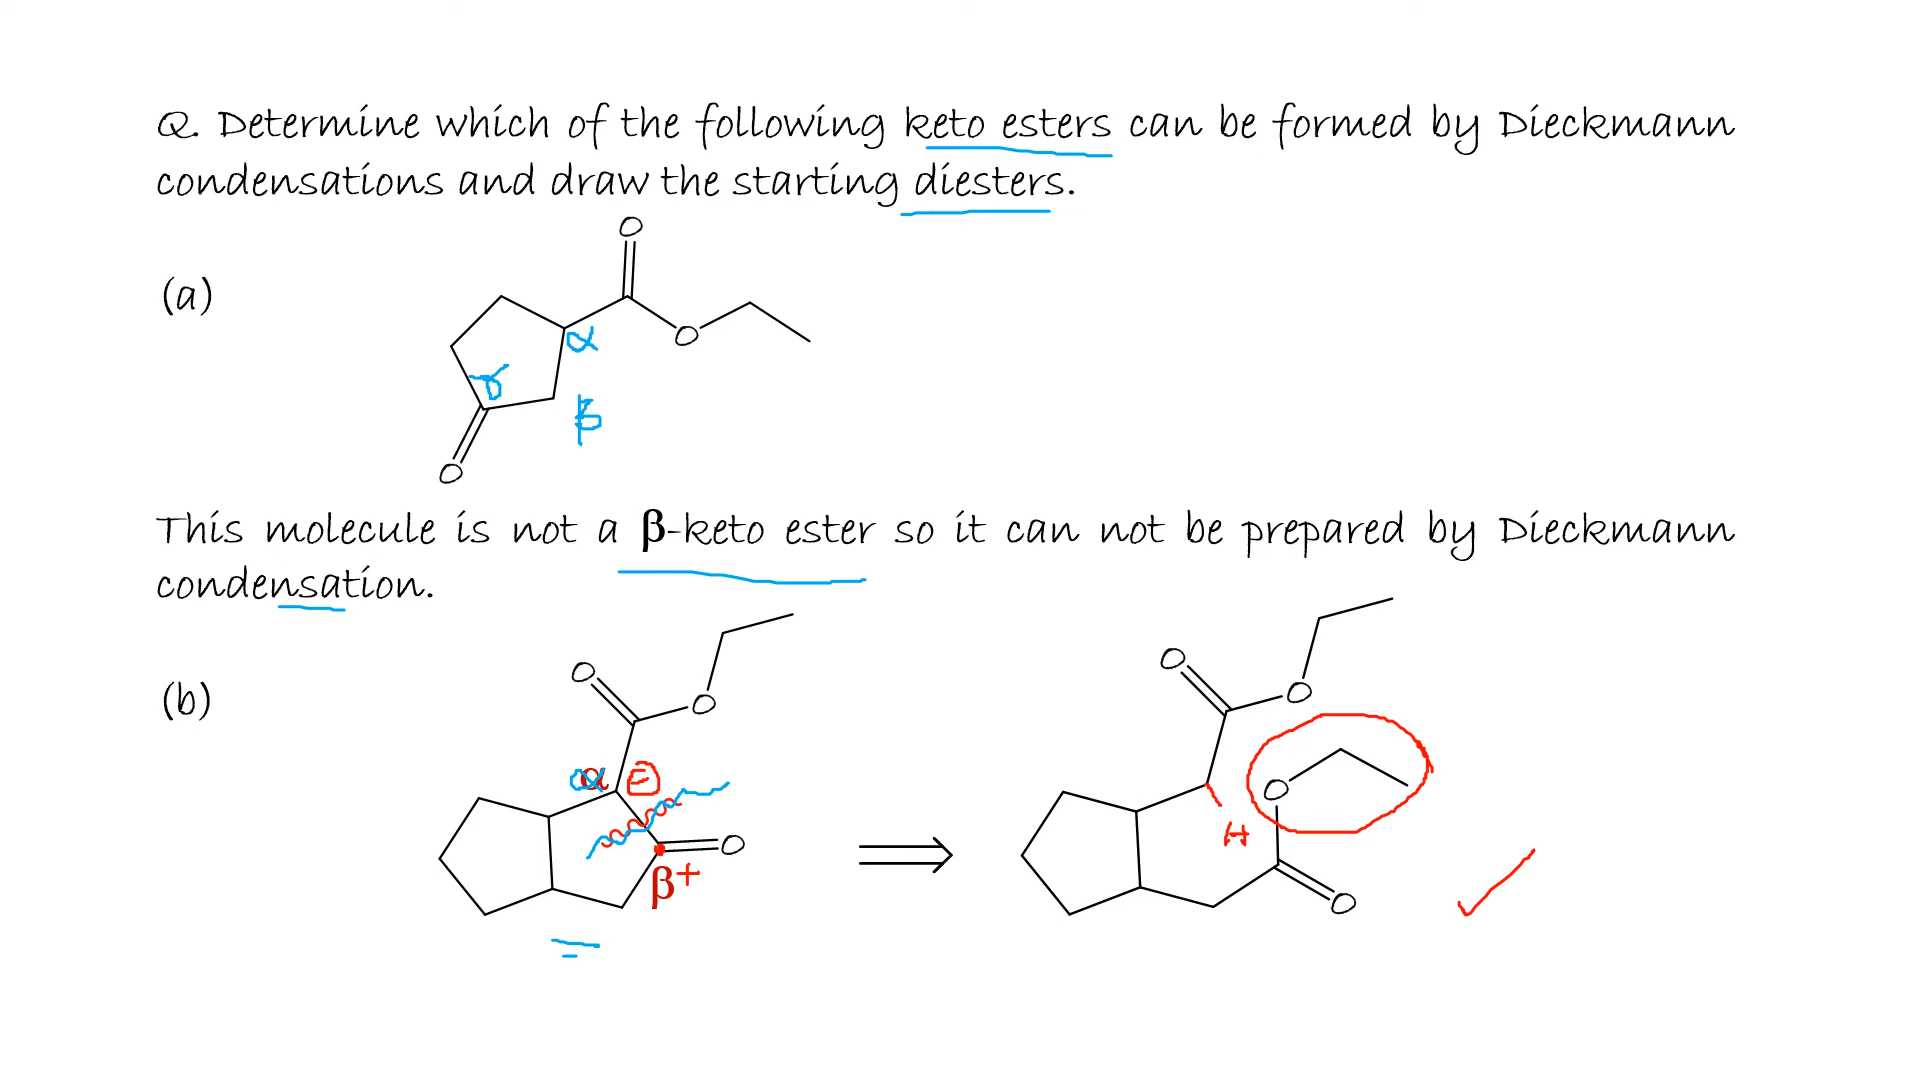 Q. Determine which of the following keto esters can be formed by Dieckmann
condensations and draw the starting diesters.
O
(a)
α
O
γ
β
O
This molecule is not a β-keto ester so it can not be prepared by Dieckmann
condensation.
O
O
(b)
O
O
α α −
O
H
O
β+
O